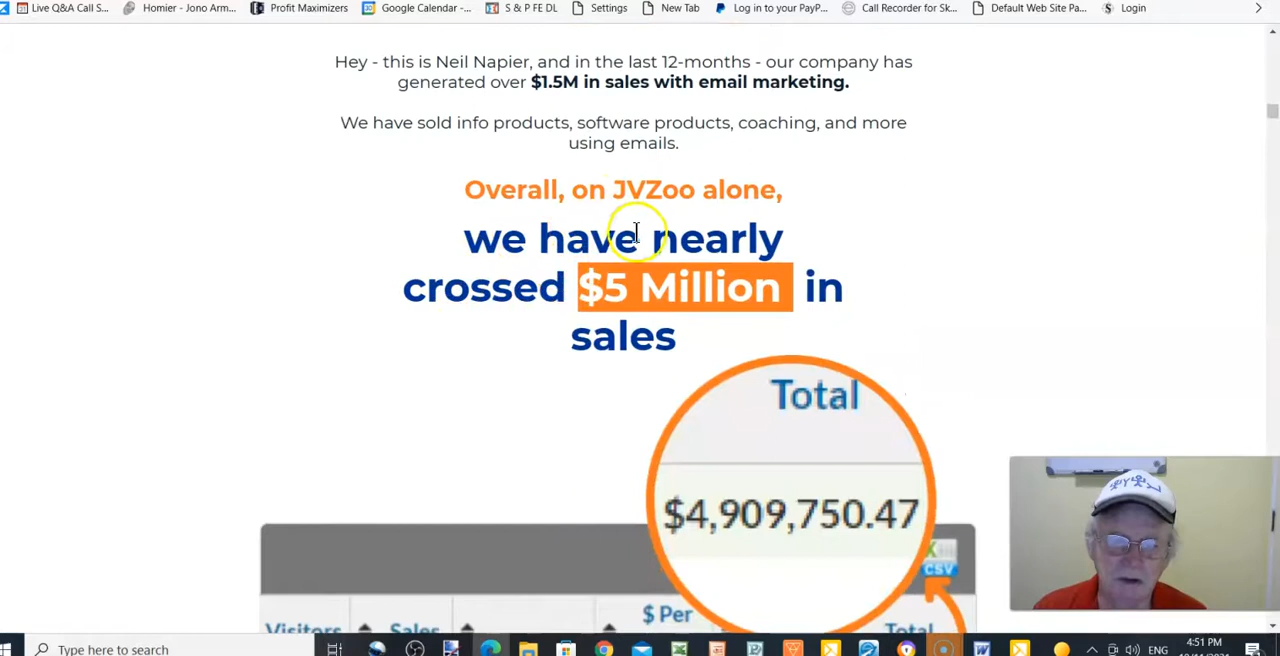 Live Q&A Call S...
Homier - Jono Arm...
Profit Maximizers
Google Calendar -...
S & P FE DL
Settings
New Tab
Log in to your PayP...
Call Recorder for Sk...
Default Web Site Pa...
Login
Hey - this is Neil Napier, and in the last 12-months - our company has
generated over $1.5M in sales with email marketing.
We have sold info products, software products, coaching, and more
using emails.
Overall, on JVZoo alone,
we have nearly
crossed $5 Million in
sales
Total
$4,909,750.47
CSV
$ Per
Visitors
Sales
Total
Type here to search
ENG
4:51 PM